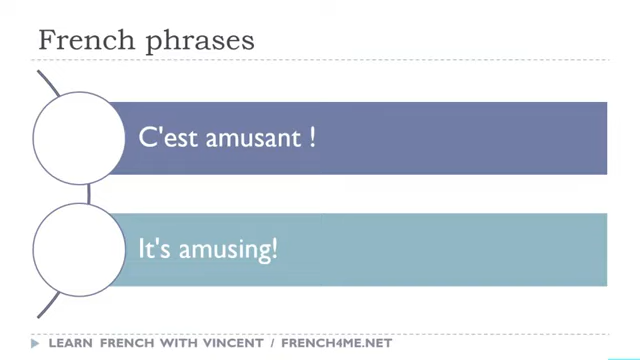 French phrases
C'est amusant !
It's amusing!
LEARN FRENCH WITH VINCENT / FRENCH4ME.NET